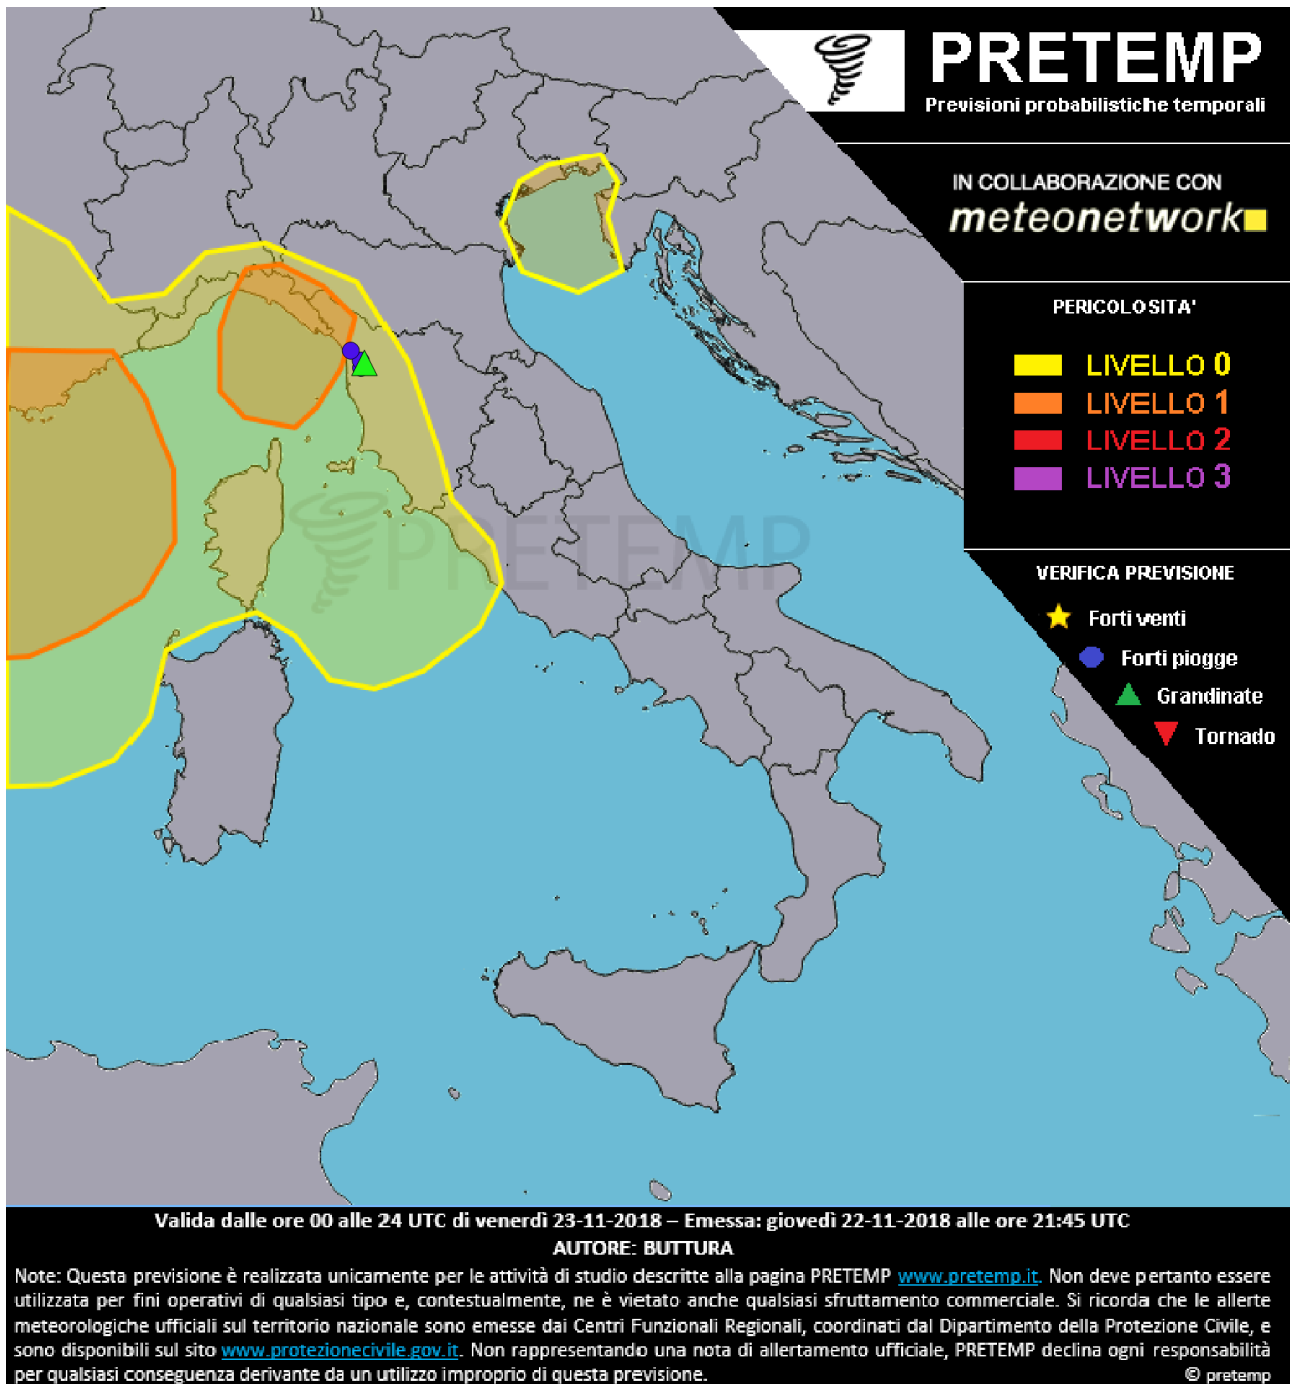 PRETEMP
Previsioni probabilistiche temporali
IN COLLABORAZIONE CON
meteonetwork
PERICOLOSITA'
LIVELLO 0
LIVELLO 1
LIVELLO 2
LIVELLO 3
PRETEMP
VERIFICA PREVISIONE
Forti venti
Forti piogge
Grandinate
Tornado
Valida dalle ore 00 alle 24 UTC di venerdì 23-11-2018 – Emessa: giovedì 22-11-2018 alle ore 21:45 UTC
AUTORE: BUTTURA
Note: Questa previsione è realizzata unicamente per le attività di studio descritte alla pagina PRETEMP www.pretemp.it. Non deve pertanto essere
utilizzata per fini operativi di qualsiasi tipo e, contestualmente, ne è vietato anche qualsiasi sfruttamento commerciale. Si ricorda che le allerte
meteorologiche ufficiali sul territorio nazionale sono emesse dai Centri Funzionali Regionali, coordinati dal Dipartimento della Protezione Civile, e
sono disponibili sul sito www.protezionecivile.gov.it. Non rappresentando una nota di allertamento ufficiale, PRETEMP declina ogni responsabilità
per qualsiasi conseguenza derivante da un utilizzo improprio di questa previsione.
© pretemp